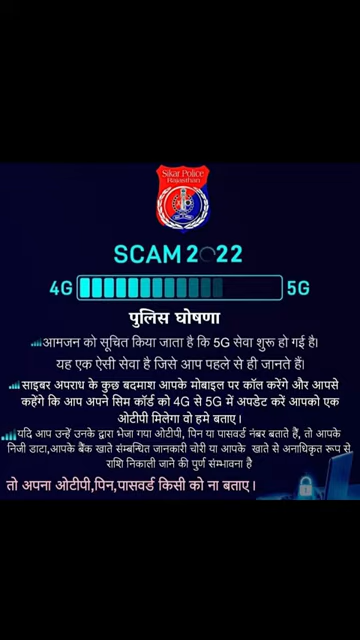 Sikar Police
Rajasthan
SCAM 2022
4G 5G
पुलिस घोषणा
आमजन को सूचित किया जाता है कि 5G सेवा शुरू हो गई है।
यह एक ऐसी सेवा है जिसे आप पहले से ही जानते हैं।
साइबर अपराध के कुछ बदमाश आपके मोबाइल पर कॉल करेंगे और आपसे
कहेंगे कि आप अपने सिम कॉर्ड को 4G से 5G में अपडेट करें आपको एक
ओटीपी मिलेगा वो हमे बताए ।
यदि आप उन्हें उनके द्वारा भेजा गया ओटीपी, पिन या पासवर्ड नंबर बताते हैं, तो आपके
निजी डाटा,आपके बैंक खाते संम्बन्धित जानकारी चोरी या आपके खाते से अनाधिकृत रूप से
राशि निकाली जाने की पुर्ण संम्भावना है
तो अपना ओटीपी,पिन,पासवर्ड किसी को ना बताए ।